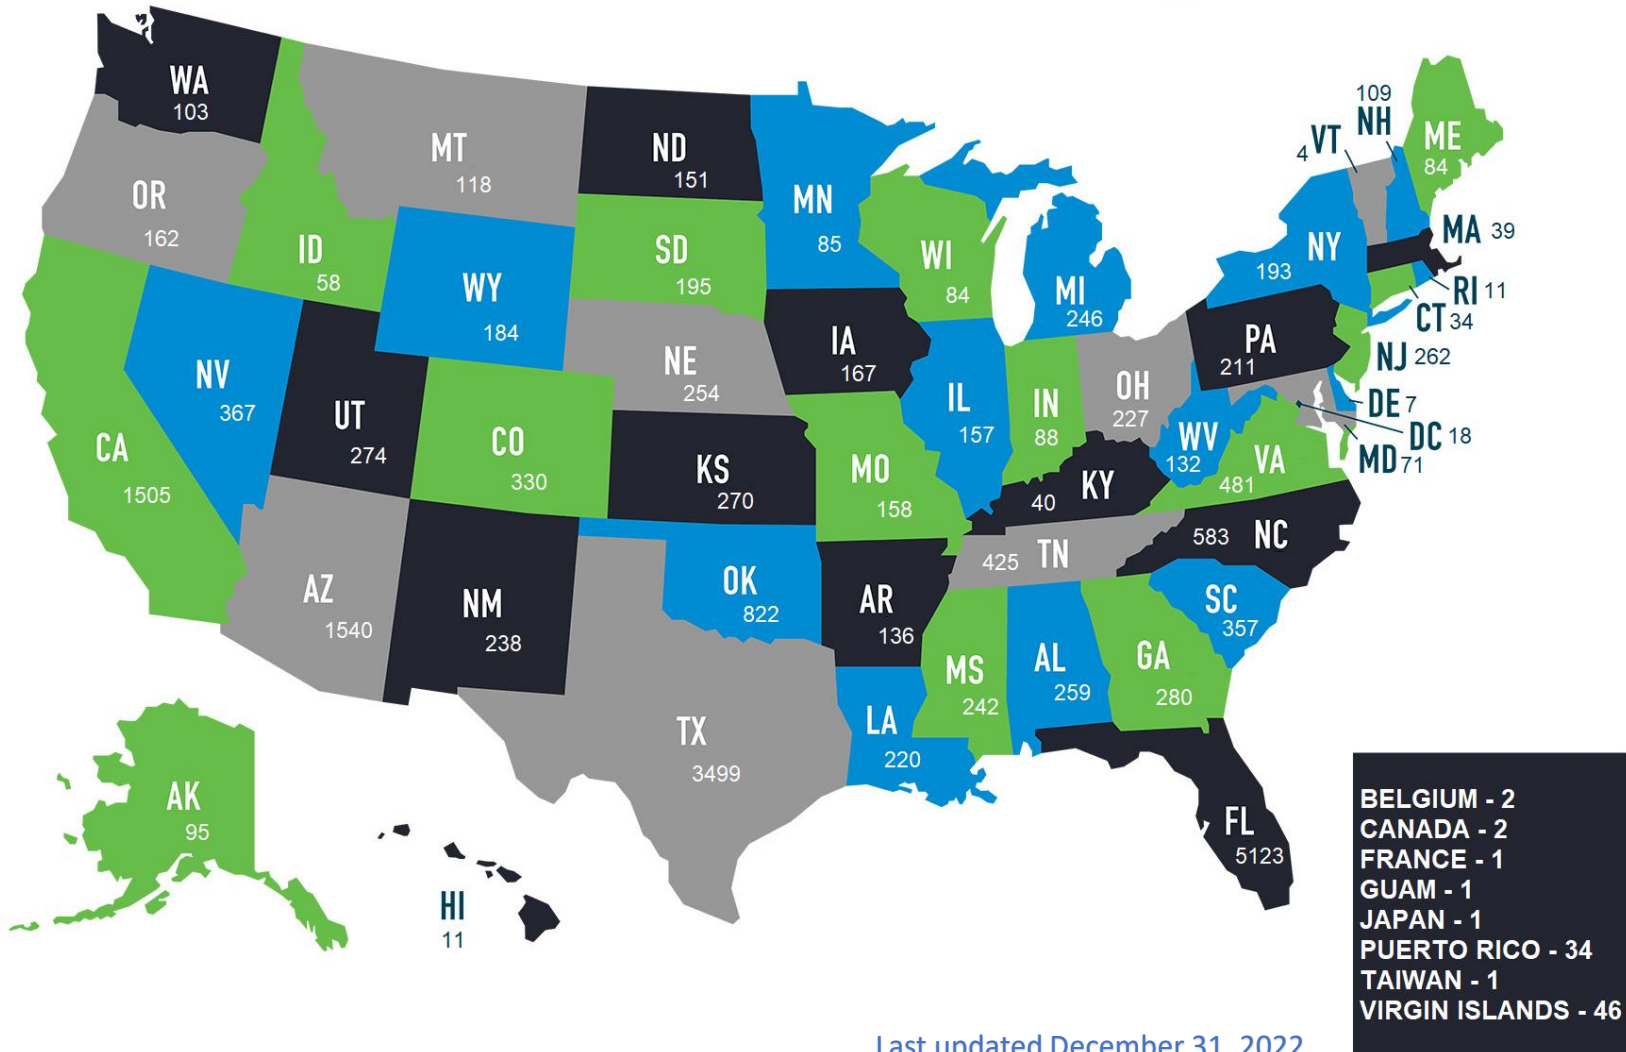 WA
103
OR
162
CA
1505
NV
367
ID
58
MT
118
WY
184
UT
274
AZ
1540
CO
330
NM
238
ND
151
SD
195
NE
254
KS
270
OK
822
TX
3499
MN
85
IA
167
MO
158
AR
136
LA
220
WI
84
IL
157
MI
246
IN
88
OH
227
KY
40
TN
425
MS
242
AL
259
GA
280
FL
5123
SC
357
NC
583
VA
481
WV
132
PA
211
NY
193
VT
4
109
NH
ME
84
MA 39
RI 11
CT 34
NJ 262
DE 7
DC 18
MD 71
AK
95
HI
11
BELGIUM - 2
CANADA - 2
FRANCE - 1
GUAM - 1
JAPAN - 1
PUERTO RICO - 34
TAIWAN - 1
VIRGIN ISLANDS - 46
Last updated December 31, 2022